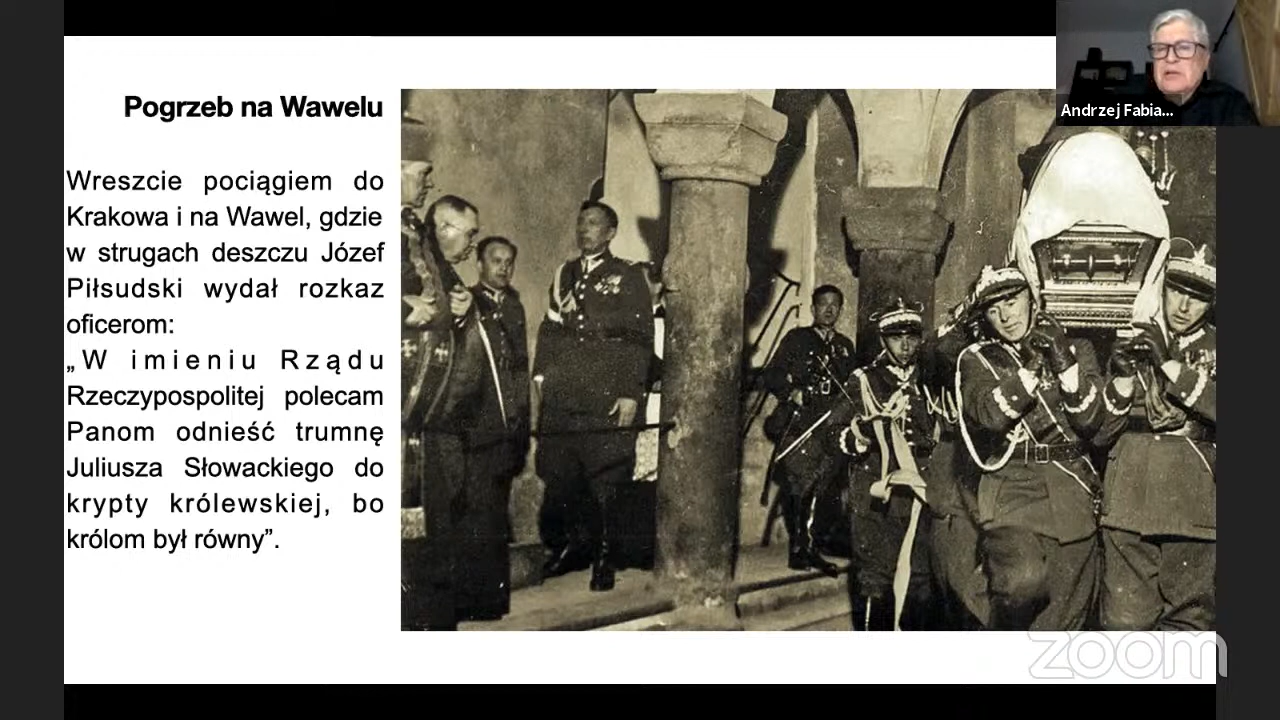 Pogrzeb na Wawelu
Wreszcie pociągiem do
Krakowa i na Wawel, gdzie
w strugach deszczu Józef
Piłsudski wydał rozkaz
oficerom:
„W imieniu Rządu
Rzeczypospolitej polecam
Panom odnieść trumnę
Juliusza Słowackiego do
krypty królewskiej, bo
królom był równy”.
Andrzej Fabia...
zoom